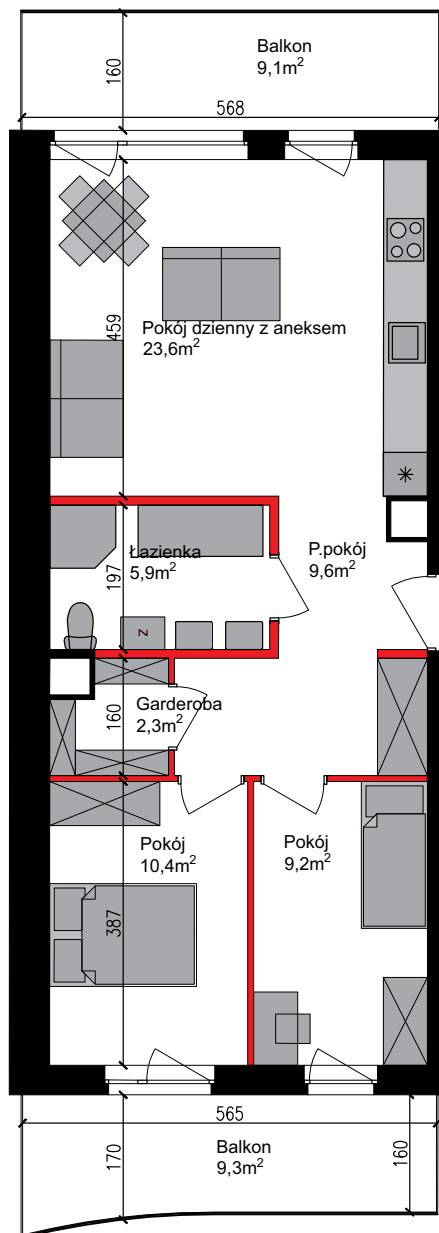 Balkon
9,1m²
160
568
459
Pokój dzienny z aneksem
23,6m²
Łazienka
5,9m²
197
P.pokój
9,6m²
Z
Garderoba
2,3m²
160
Pokój
10,4m²
Pokój
9,2m²
387
565
Balkon
9,3m²
170
160